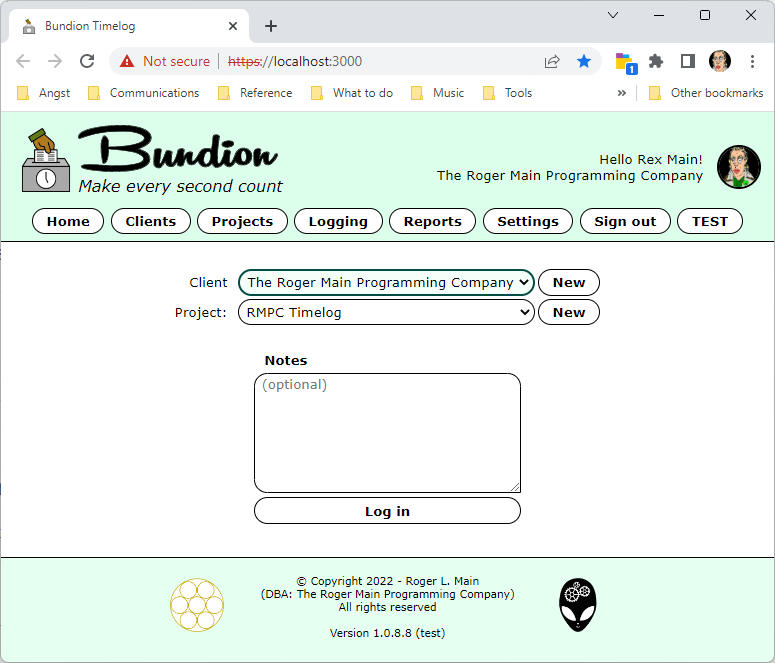 Bundion Timelog
Not secure https://localhost:3000
1
Angst Communications Reference What to do Music Tools » Other bookmarks
Bundion
Make every second count
Hello Rex Main!
The Roger Main Programming Company
Home Clients Projects Logging Reports Settings Sign out TEST
Client The Roger Main Programming Company New
Project: RMPC Timelog New
Notes
(optional)
Log in
© Copyright 2022 - Roger L. Main
(DBA: The Roger Main Programming Company)
All rights reserved
Version 1.0.8.8 (test)